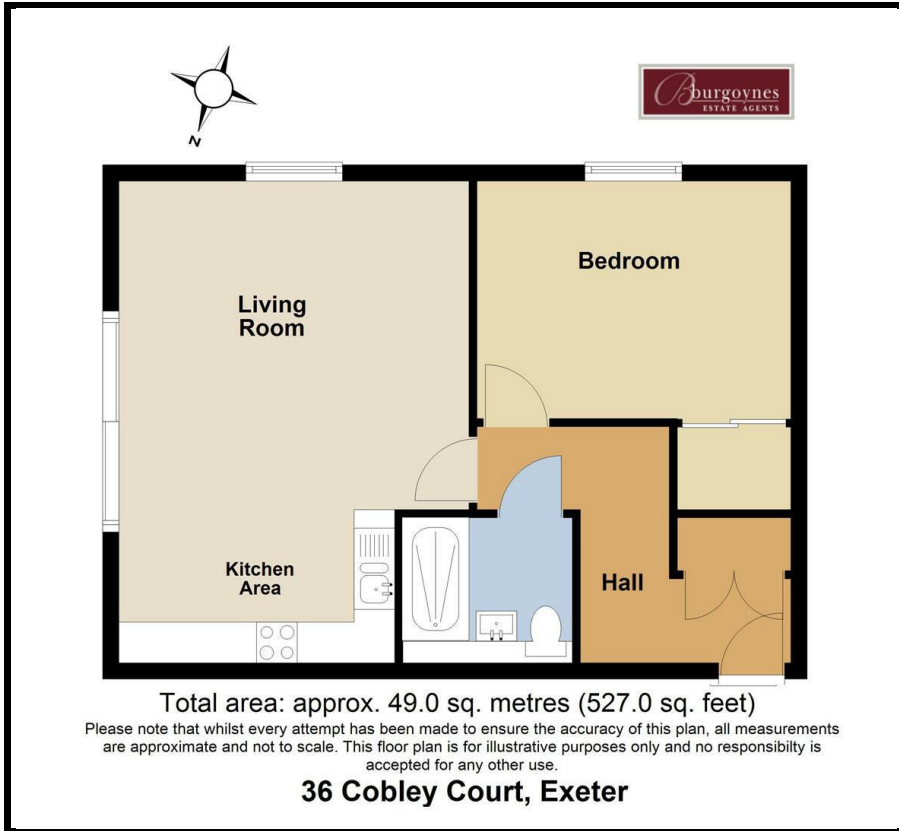 Bourgoynes
ESTATE AGENTS
N
Bedroom
Living
Room
Kitchen
Area
Hall
Total area: approx. 49.0 sq. metres (527.0 sq. feet)
Please note that whilst every attempt has been made to ensure the accuracy of this plan, all measurements
are approximate and not to scale. This floor plan is for illustrative purposes only and no responsibilty is
accepted for any other use.
36 Cobley Court, Exeter